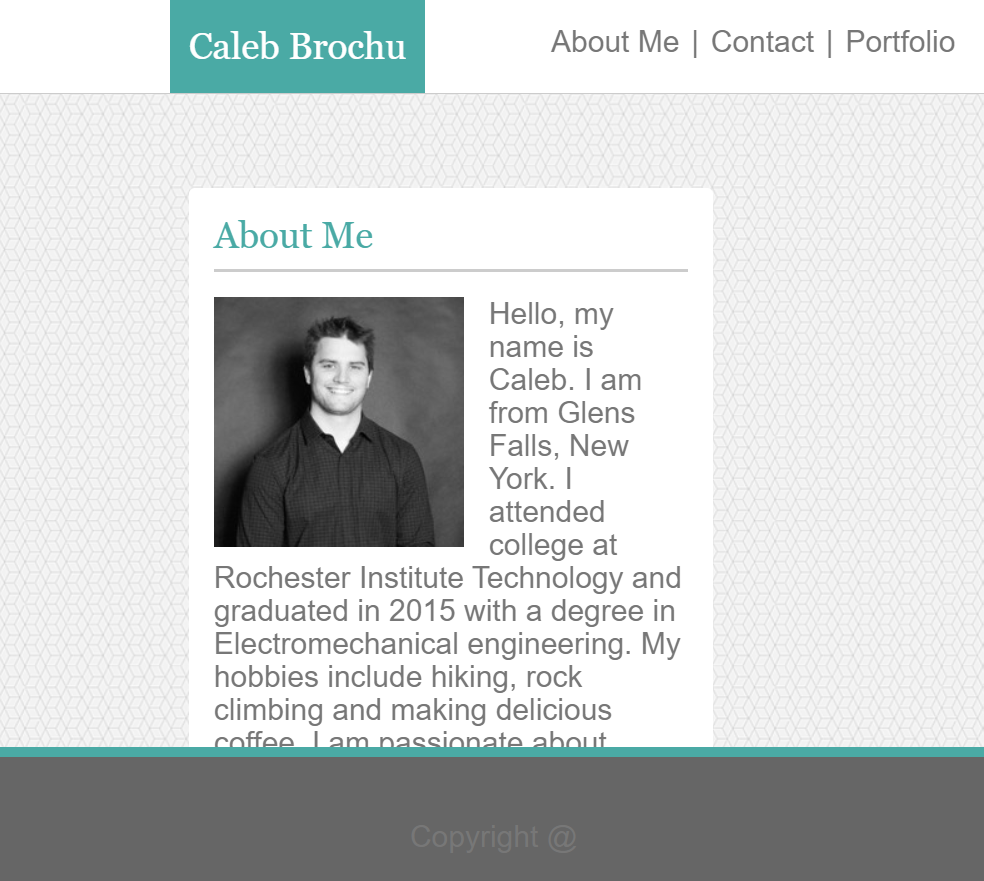 Caleb Brochu
About Me | Contact | Portfolio
About Me
Hello, my
name is
Caleb. I am
from Glens
Falls, New
York. I
attended
college at
Rochester Institute Technology and
graduated in 2015 with a degree in
Electromechanical engineering. My
hobbies include hiking, rock
climbing and making delicious
coffee. I am passionate about
Copyright @